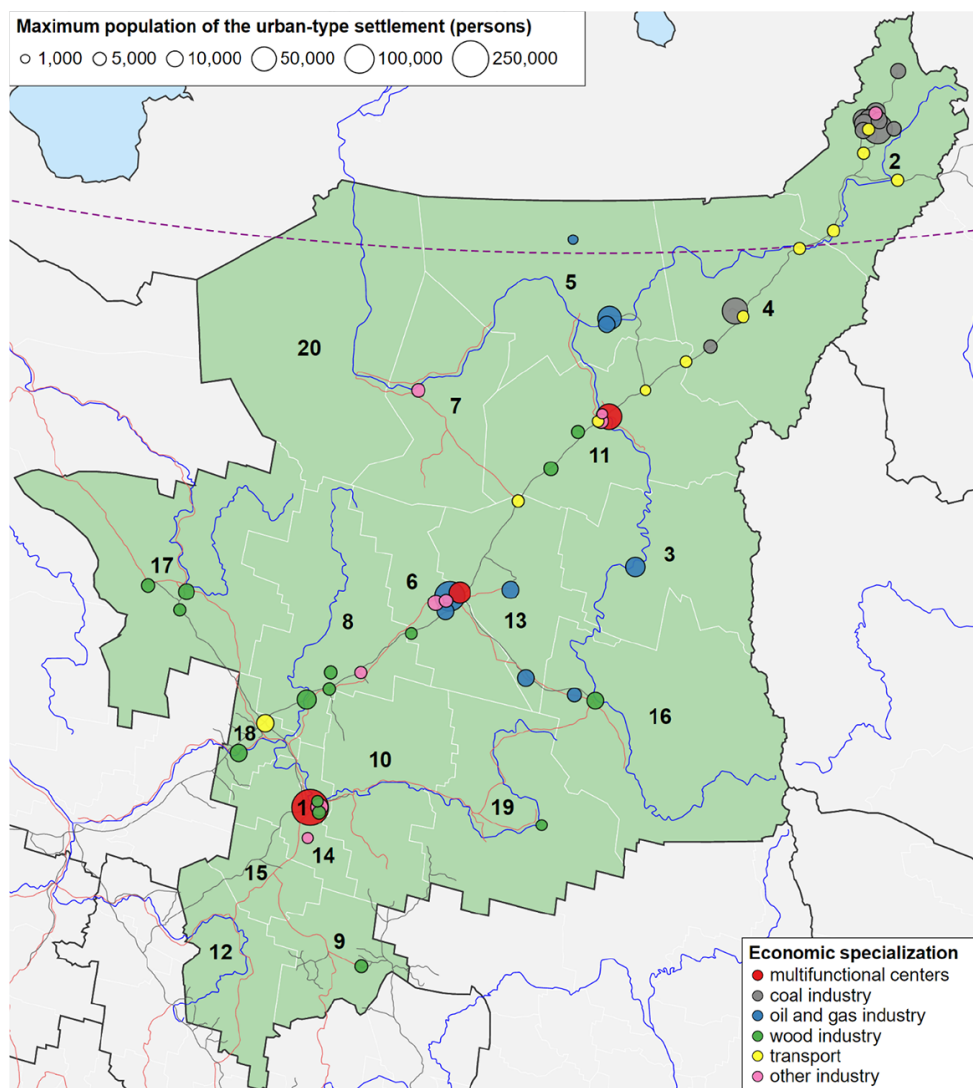 Maximum population of the urban-type settlement (persons)
1,000 5,000 10,000 50,000 100,000 250,000
2
5
4
20
7
11
17
3
6
13
8
16
18
10
1
19
14
15
12
9
Economic specialization
multifunctional centers
coal industry
oil and gas industry
wood industry
transport
other industry